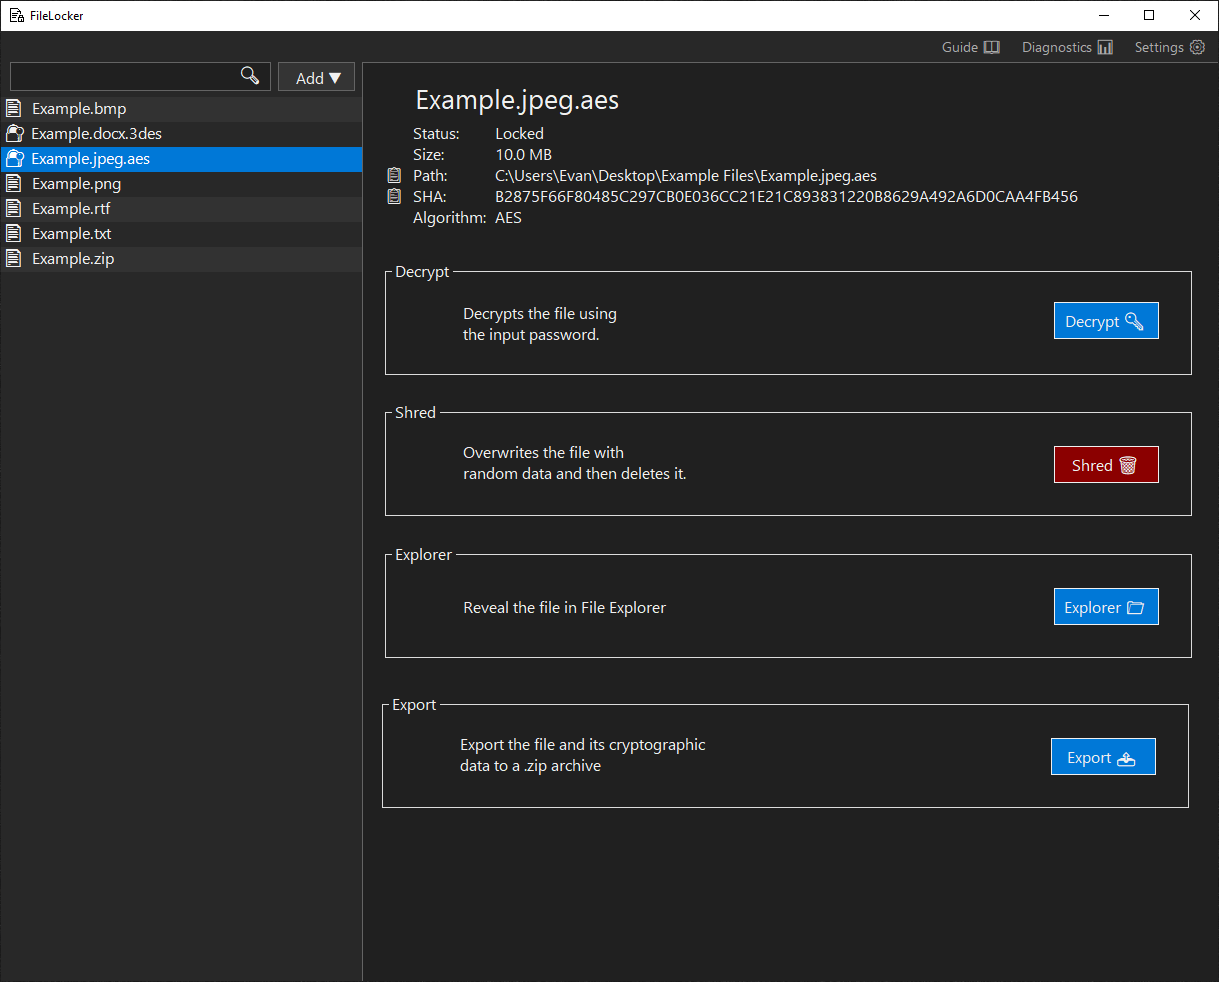 FileLocker
Guide Diagnostics Settings
Add ▼
Example.bmp
Example.docx.3des
Example.jpeg.aes
Example.png
Example.rtf
Example.txt
Example.zip
Example.jpeg.aes
Status: Locked
Size: 10.0 MB
Path: C:\Users\Evan\Desktop\Example Files\Example.jpeg.aes
SHA: B2875F66F80485C297CB0E036CC21E21C893831220B8629A492A6D0CAA4FB456
Algorithm: AES
Decrypt
Decrypts the file using
the input password.
Decrypt
Shred
Overwrites the file with
random data and then deletes it.
Shred
Explorer
Reveal the file in File Explorer
Explorer
Export
Export the file and its cryptographic
data to a .zip archive
Export